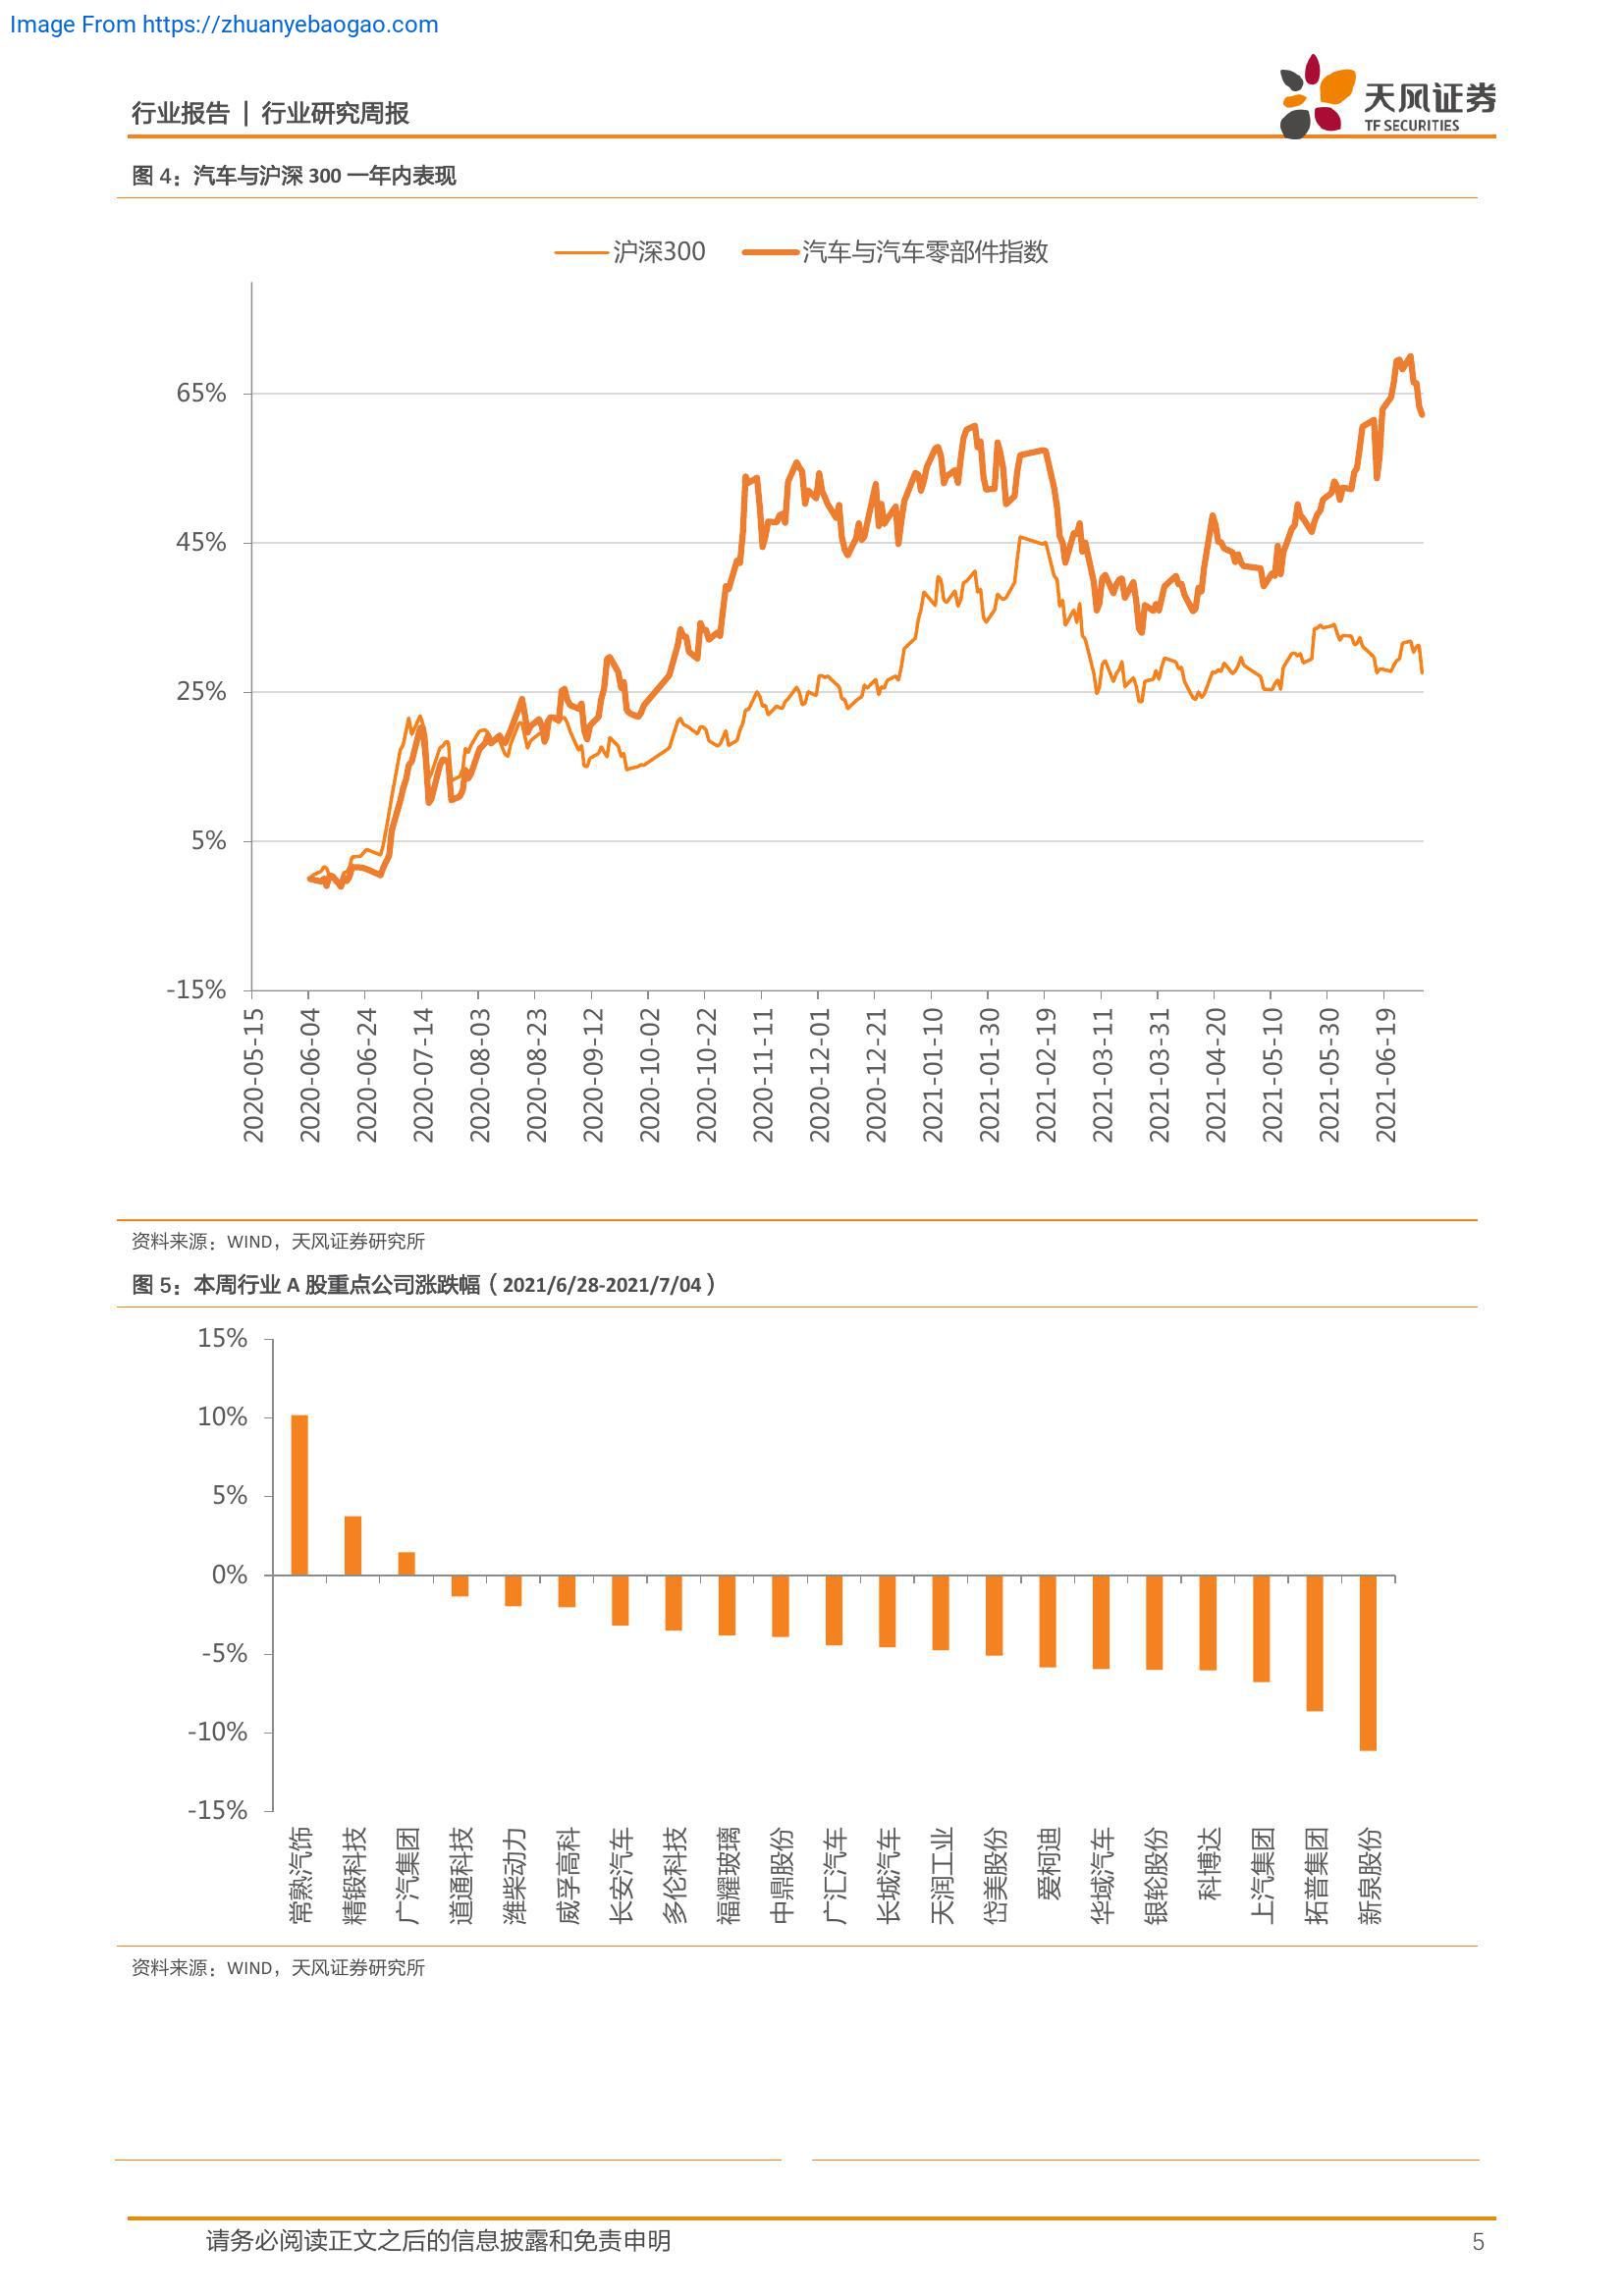 Image From https://zhuanyebaogao.com
行业报告 | 行业研究周报
天风证券
TF SECURITIES
图 4：汽车与沪深 300 一年内表现
沪深300 汽车与汽车零部件指数
65%
45%
25%
5%
-15%
2020-05-15
2020-06-04
2020-06-24
2020-07-14
2020-08-03
2020-08-23
2020-09-12
2020-10-02
2020-10-22
2020-11-11
2020-12-01
2020-12-21
2021-01-10
2021-01-30
2021-02-19
2021-03-11
2021-03-31
2021-04-20
2021-05-10
2021-05-30
2021-06-19
资料来源：WIND，天风证券研究所
图 5：本周行业 A 股重点公司涨跌幅（2021/6/28-2021/7/04）
15%
10%
5%
0%
-5%
-10%
-15%
常熟汽饰
精锻科技
广汽集团
道通科技
潍柴动力
威孚高科
长安汽车
多伦科技
福耀玻璃
中鼎股份
广汇汽车
长城汽车
天润工业
岱美股份
爱柯迪
华域汽车
银轮股份
科博达
上汽集团
拓普集团
新泉股份
资料来源：WIND，天风证券研究所
请务必阅读正文之后的信息披露和免责申明
5